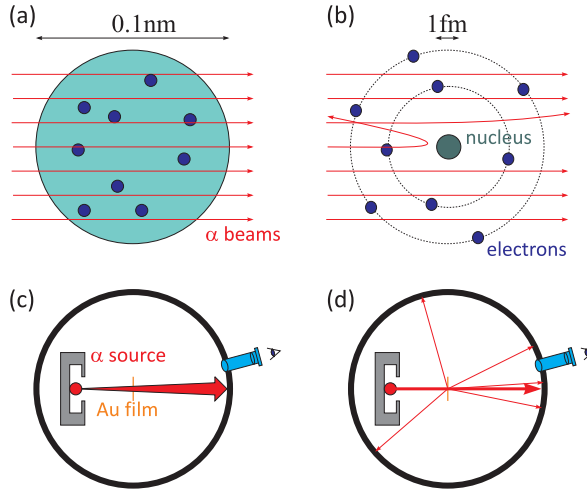 (a)
0.1nm
α beams
(b)
1fm
nucleus
electrons
(c)
α source
Au film
(d)